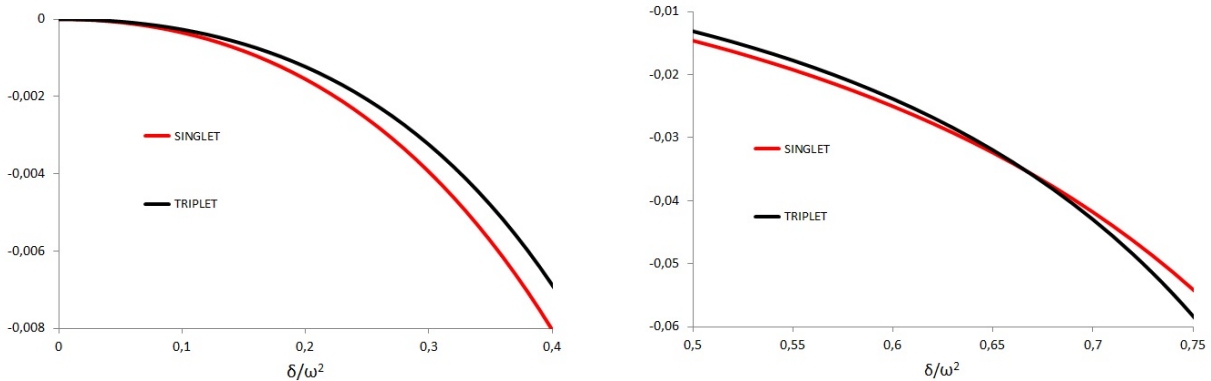 0
-0,002
-0,004
-0,006
-0,008
SINGLET
TRIPLET
0 0,1 0,2 0,3 0,4
δ/ω²
-0,01
-0,02
-0,03
-0,04
-0,05
-0,06
SINGLET
TRIPLET
0,5 0,55 0,6 0,65 0,7 0,75
δ/ω²